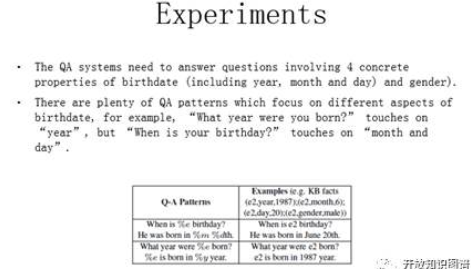 Experiments
• The QA systems need to answer questions involving 4 concrete
properties of birthdate (including year, month and day) and gender).
• There are plenty of QA patterns which focus on different aspects of
birthdate, for example, “What year were you born?” touches on
“year”, but “When is your birthday?” touches on “month and
day”.
Q-A Patterns
Examples (e.g. KB facts
(e2,year,1987);(e2,month,6);
(e2,day,20);(e2,gender,male))
When is %e birthday?
He was born in %m %dth.
When is e2 birthday?
He was born in June 20th.
What year were %e born?
%e is born in %y year.
What year were e2 born?
e2 is born in 1987 year.
开放知识图谱